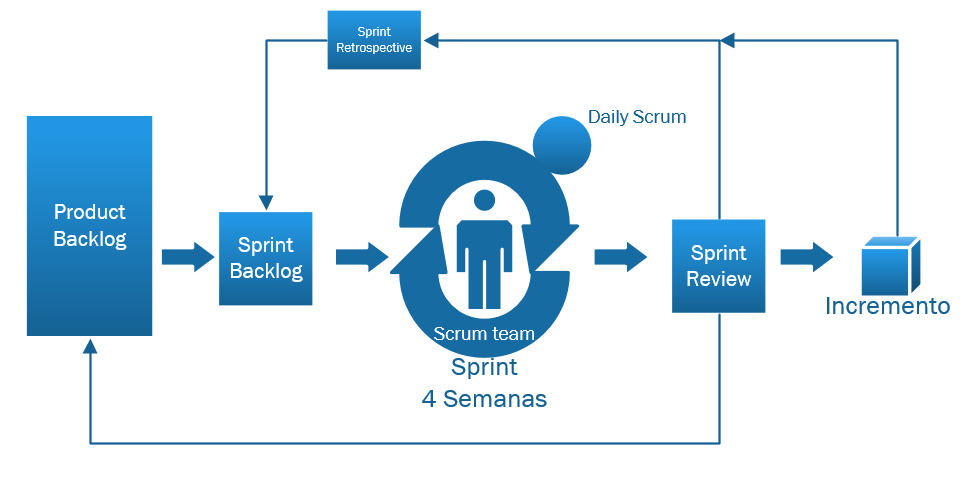 Sprint
Retrospective
Daily Scrum
Product
Backlog
Sprint
Backlog
Scrum team
Sprint
4 Semanas
Sprint
Review
Incremento